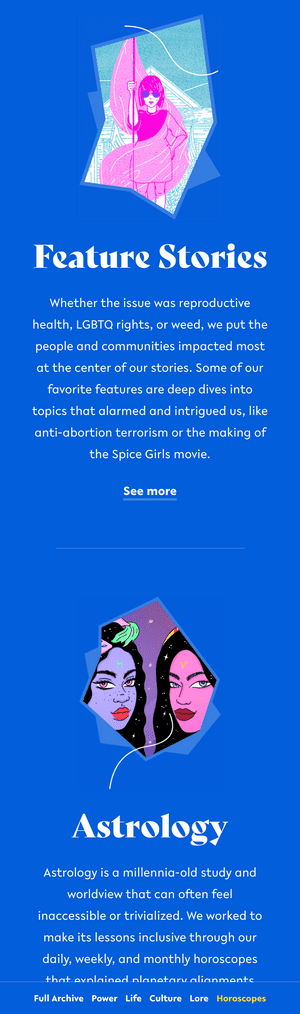 Feature Stories
Whether the issue was reproductive
health, LGBTQ rights, or weed, we put the
people and communities impacted most
at the center of our stories. Some of our
favorite features are deep dives into
topics that alarmed and intrigued us, like
anti-abortion terrorism or the making of
the Spice Girls movie.
See more
Astrology
Astrology is a millennia-old study and
worldview that can often feel
inaccessible or trivialized. We worked to
make its lessons inclusive through our
daily, weekly, and monthly horoscopes
that explained planetary alignments
Full Archive Power Life Culture Lore Horoscopes